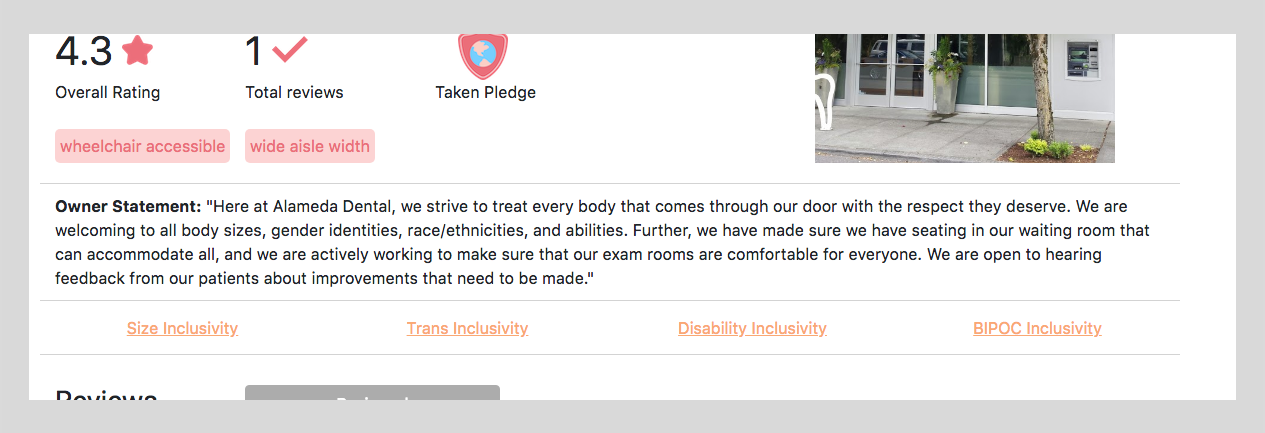 4.3
1
Overall Rating
Total reviews
Taken Pledge
wheelchair accessible
wide aisle width
Owner Statement: "Here at Alameda Dental, we strive to treat every body that comes through our door with the respect they deserve. We are
welcoming to all body sizes, gender identities, race/ethnicities, and abilities. Further, we have made sure we have seating in our waiting room that
can accommodate all, and we are actively working to make sure that our exam rooms are comfortable for everyone. We are open to hearing
feedback from our patients about improvements that need to be made."
Size Inclusivity
Trans Inclusivity
Disability Inclusivity
BIPOC Inclusivity
Reviews